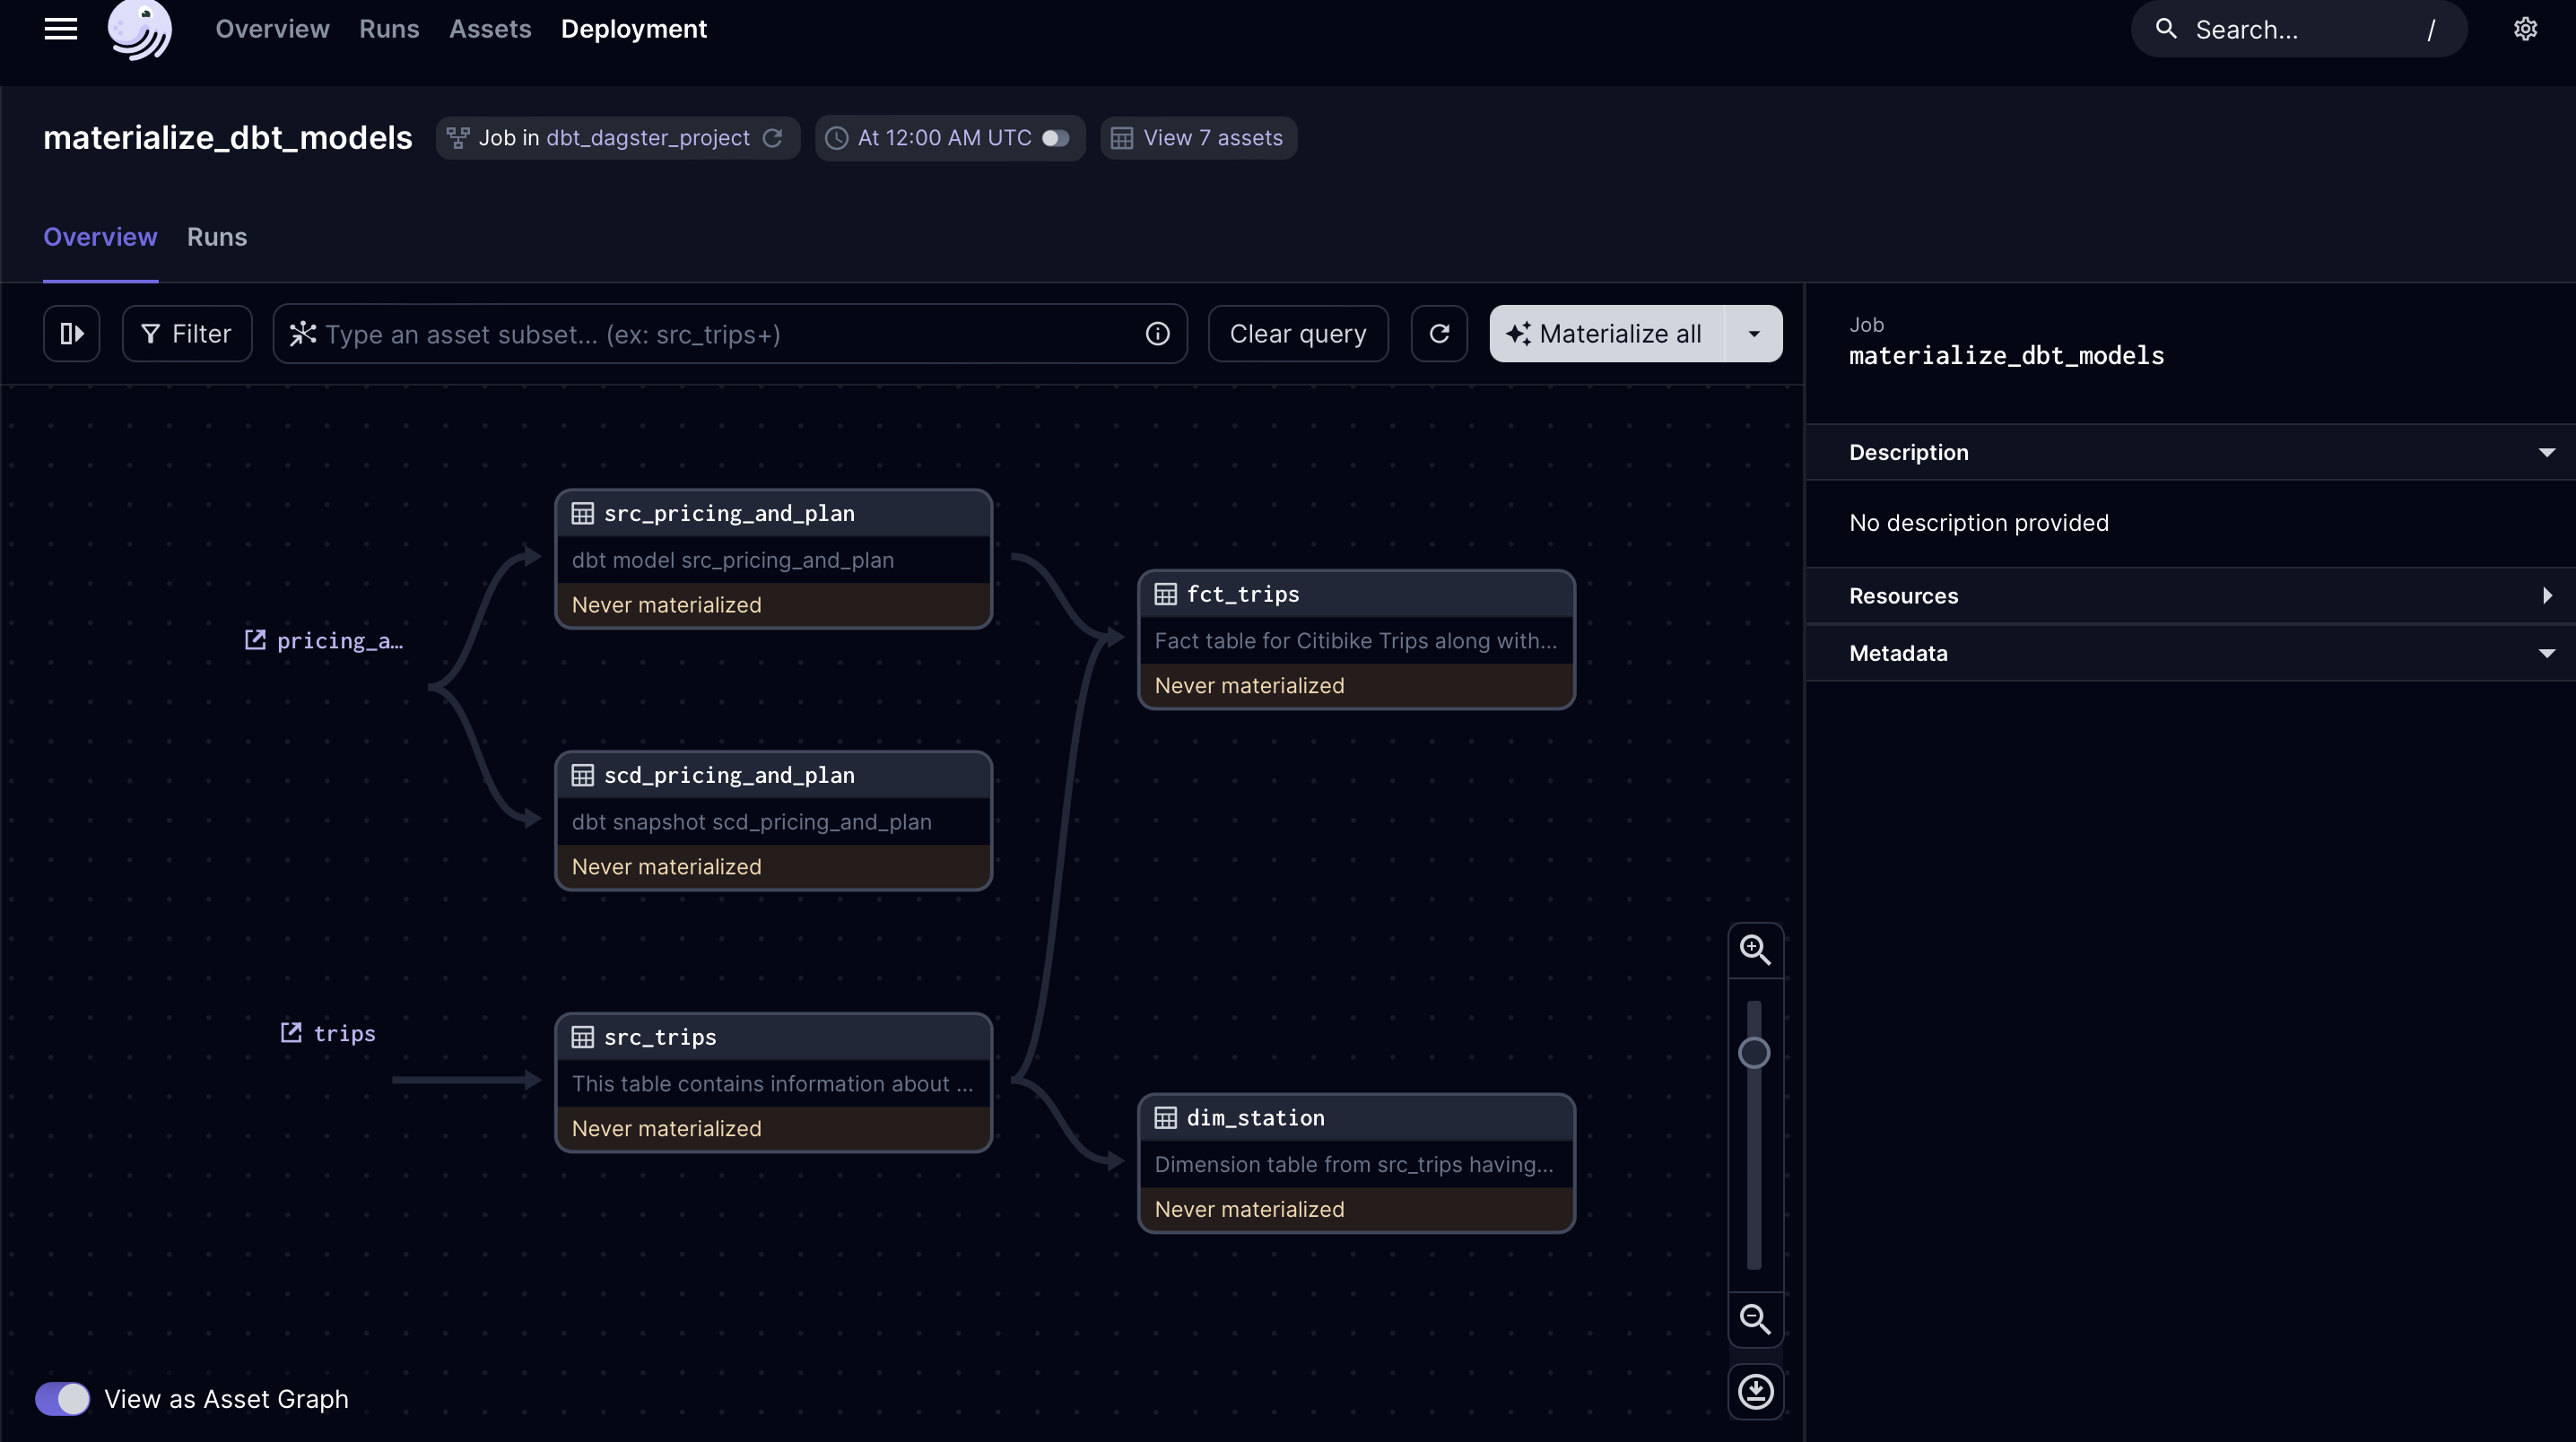 Overview Runs Assets Deployment Search... /
materialize_dbt_models Job in dbt_dagster_project At 12:00 AM UTC View 7 assets
Overview Runs
Filter Type an asset subset... (ex: src_trips+) Clear query Materialize all
Job
materialize_dbt_models
Description
No description provided
Resources
Metadata
pricing_a...
src_pricing_and_plan
dbt model src_pricing_and_plan
Never materialized
scd_pricing_and_plan
dbt snapshot scd_pricing_and_plan
Never materialized
fct_trips
Fact table for Citibike Trips along with...
Never materialized
trips
src_trips
This table contains information about ...
Never materialized
dim_station
Dimension table from src_trips having...
Never materialized
View as Asset Graph